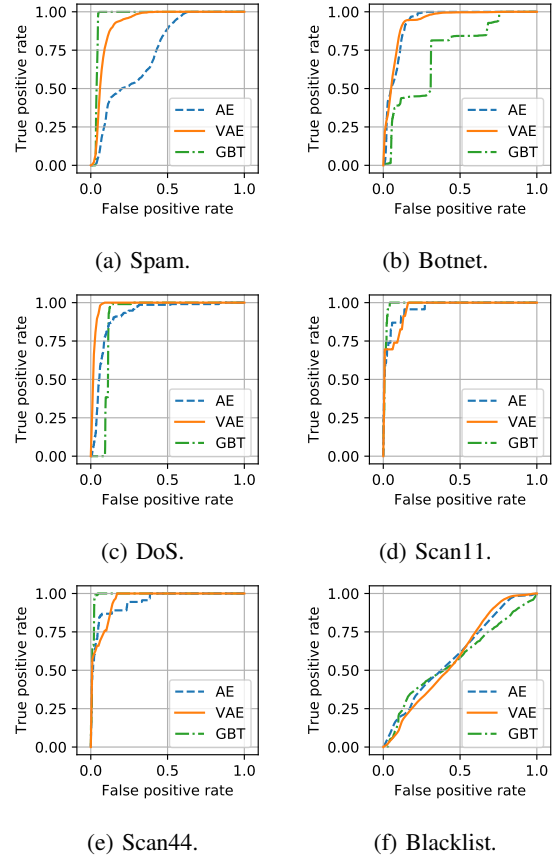 1.00
0.75
0.50
0.25
0.00
True positive rate
AE
VAE
GBT
0.0 0.5 1.0
False positive rate
(a) Spam.
1.00
0.75
0.50
0.25
0.00
True positive rate
AE
VAE
GBT
0.0 0.5 1.0
False positive rate
(b) Botnet.
1.00
0.75
0.50
0.25
0.00
True positive rate
AE
VAE
GBT
0.0 0.5 1.0
False positive rate
(c) DoS.
1.00
0.75
0.50
0.25
0.00
True positive rate
AE
VAE
GBT
0.0 0.5 1.0
False positive rate
(d) Scan11.
1.00
0.75
0.50
0.25
0.00
True positive rate
AE
VAE
GBT
0.0 0.5 1.0
False positive rate
(e) Scan44.
1.00
0.75
0.50
0.25
0.00
True positive rate
AE
VAE
GBT
0.0 0.5 1.0
False positive rate
(f) Blacklist.